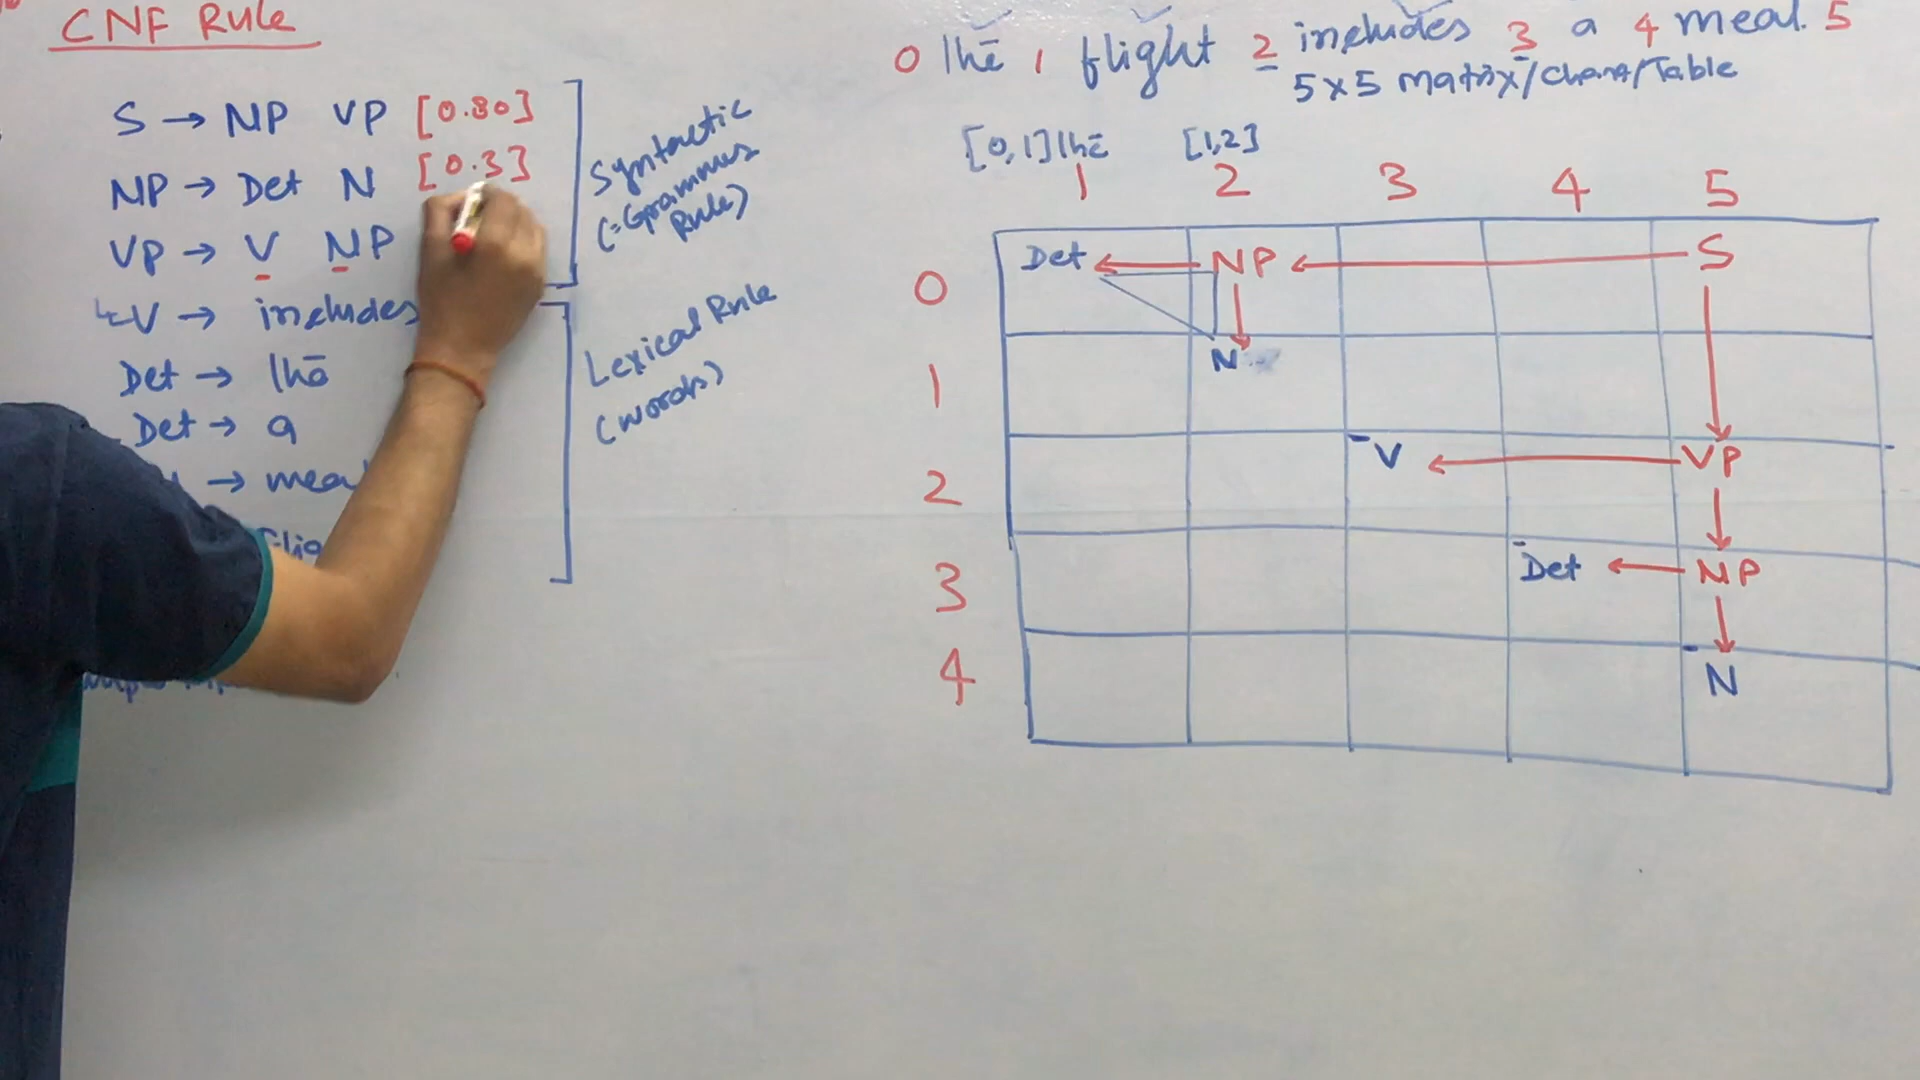 CNF Rule
S → NP VP [0.80]
NP → Det N [0.3]
VP → V NP
↳V → includes
Det → the
Det → a
→ mea
Flig
Syntactic
(=Grammar
Rule)
Lexical Rule
(words)
0 the 1 flight 2 includes 3 a 4 meal. 5
5x5 matrix/chart/Table
[0,1] the [1,2]
1 2 3 4 5
0 Det ← NP ← S
1 N
2 V ← VP
3 Det ← NP
4 N